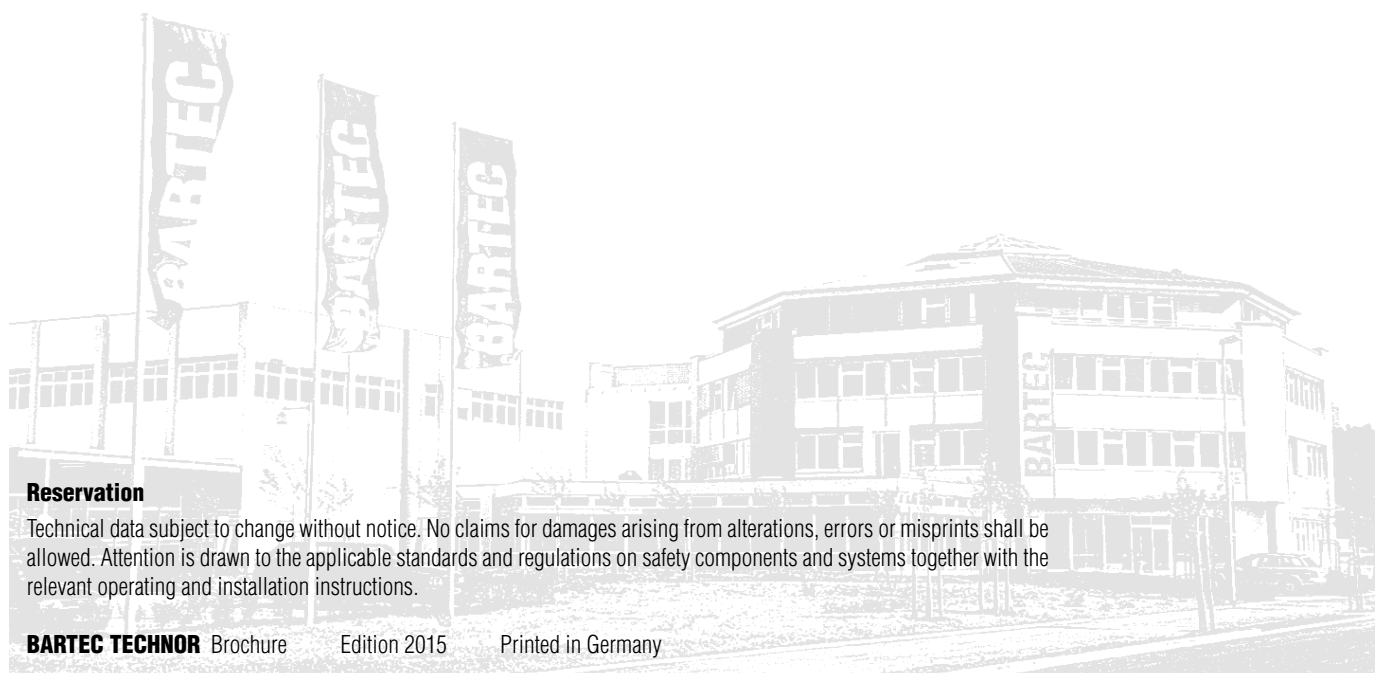 BARTEC
BARTEC
BARTEC
BARTEC
Reservation
Technical data subject to change without notice. No claims for damages arising from alterations, errors or misprints shall be
allowed. Attention is drawn to the applicable standards and regulations on safety components and systems together with the
relevant operating and installation instructions.
BARTEC TECHNOR Brochure Edition 2015 Printed in Germany